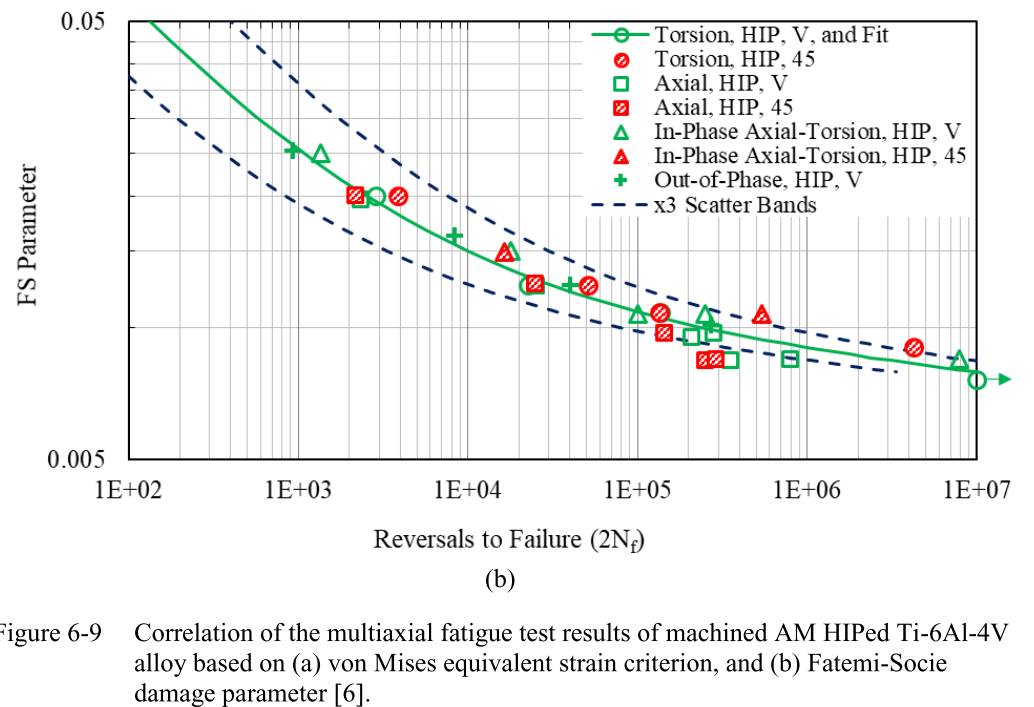 0.05
Torsion, HIP, V, and Fit
Torsion, HIP, 45
Axial, HIP, V
Axial, HIP, 45
In-Phase Axial-Torsion, HIP, V
In-Phase Axial-Torsion, HIP, 45
Out-of-Phase, HIP, V
x3 Scatter Bands
FS Parameter
0.005
1E+02 1E+03 1E+04 1E+05 1E+06 1E+07
Reversals to Failure (2Nf)
(b)
Figure 6-9 Correlation of the multiaxial fatigue test results of machined AM HIPed Ti-6Al-4V
alloy based on (a) von Mises equivalent strain criterion, and (b) Fatemi-Socie
damage parameter [6].